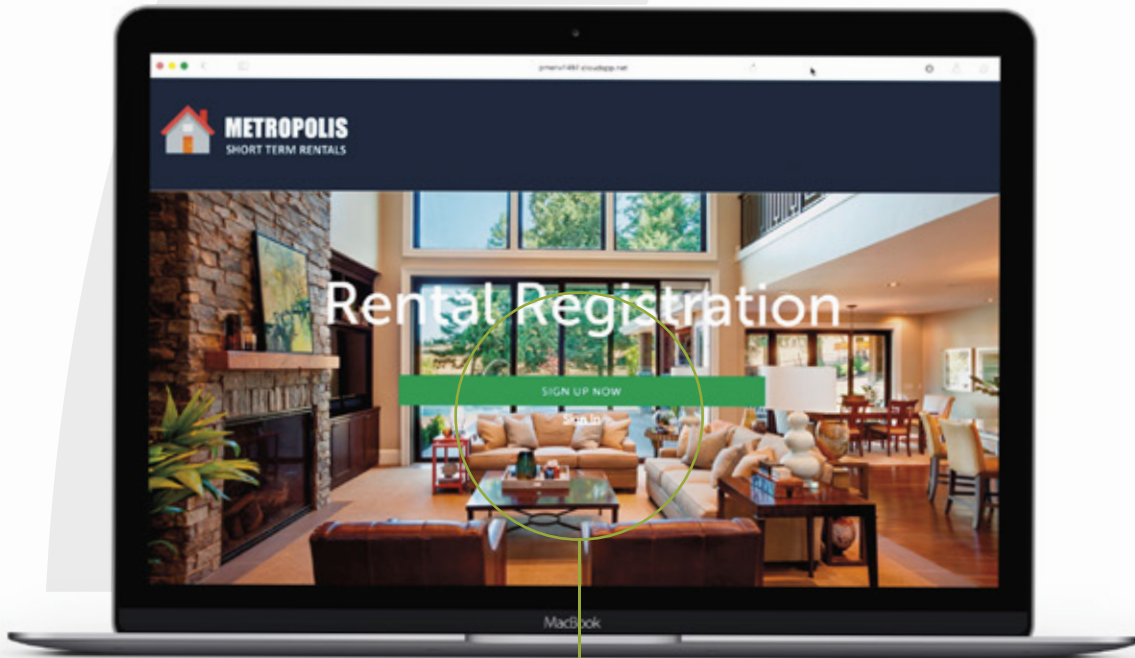 METROPOLIS
SHORT TERM RENTALS
Rental Registration
SIGN UP NOW
Sign In
MacBook